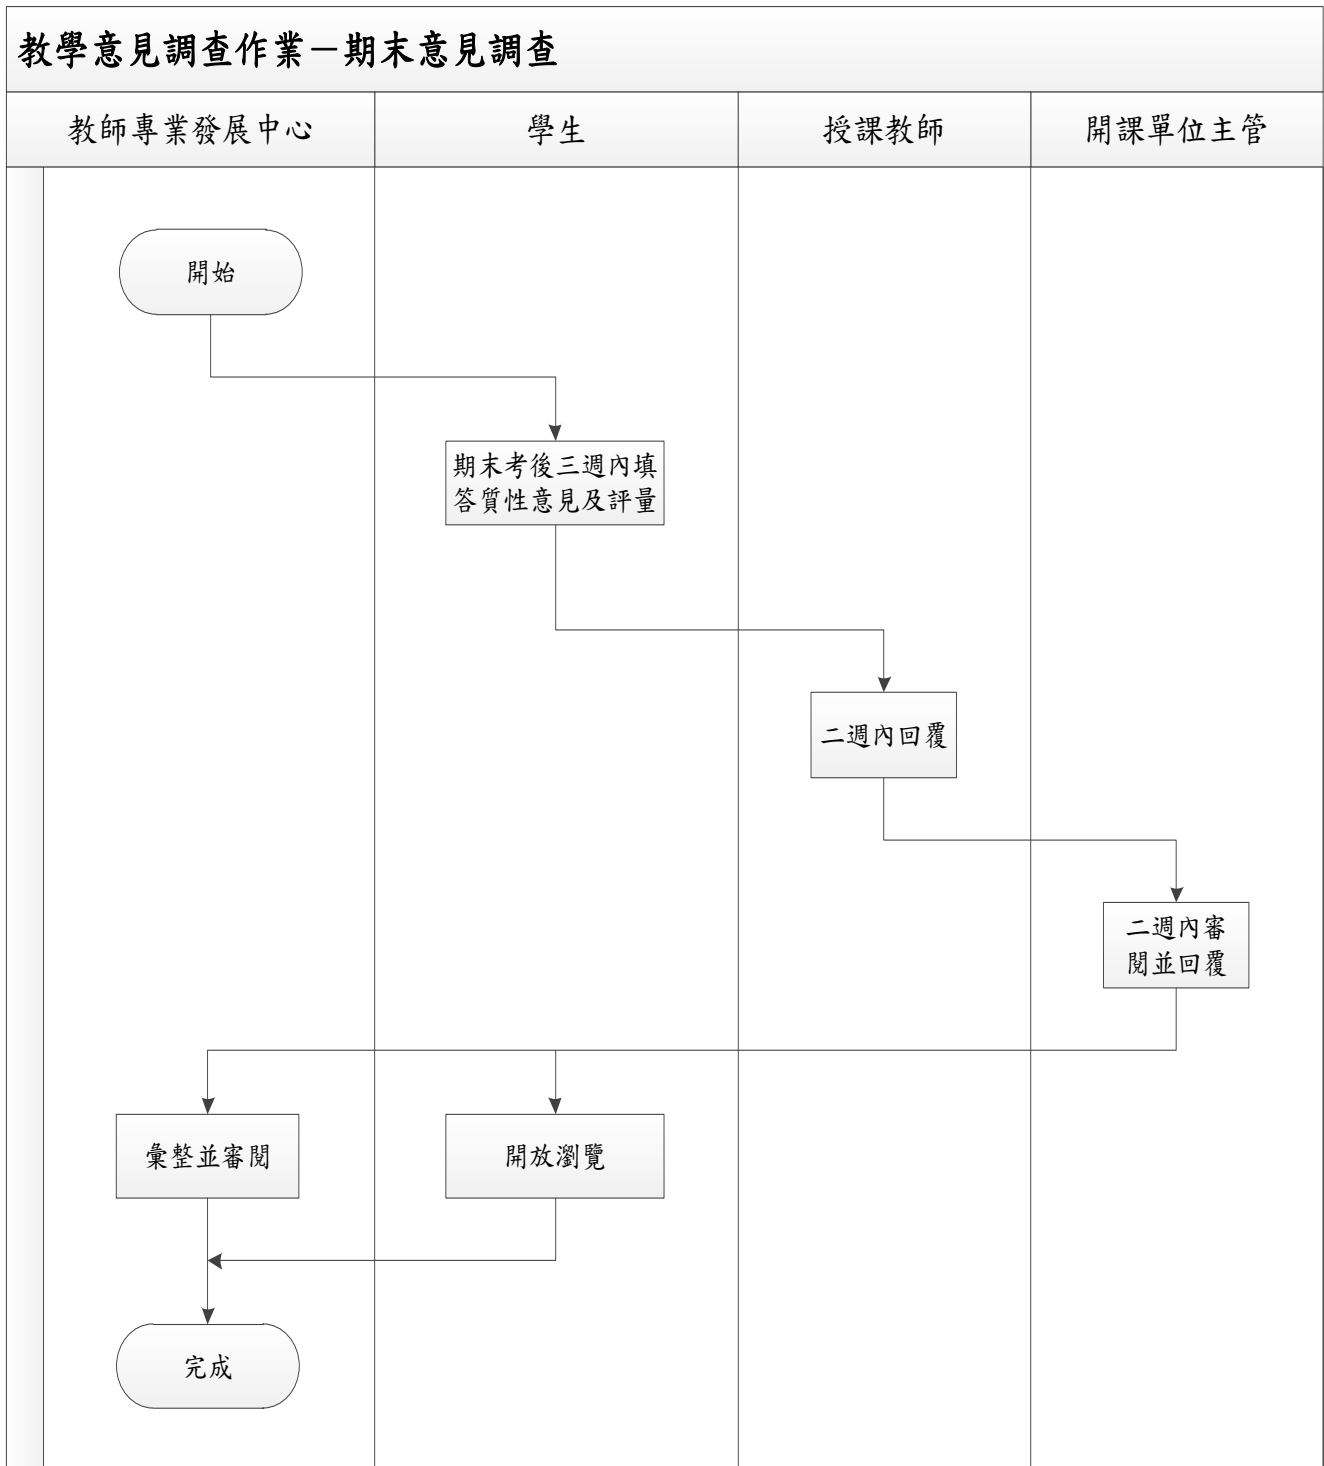 教學意見調查作業－期末意見調查
教師專業發展中心
學生
授課教師
開課單位主管
開始
期末考後三週內填
答質性意見及評量
二週內回覆
二週內審
閱並回覆
彙整並審閱
開放瀏覽
完成